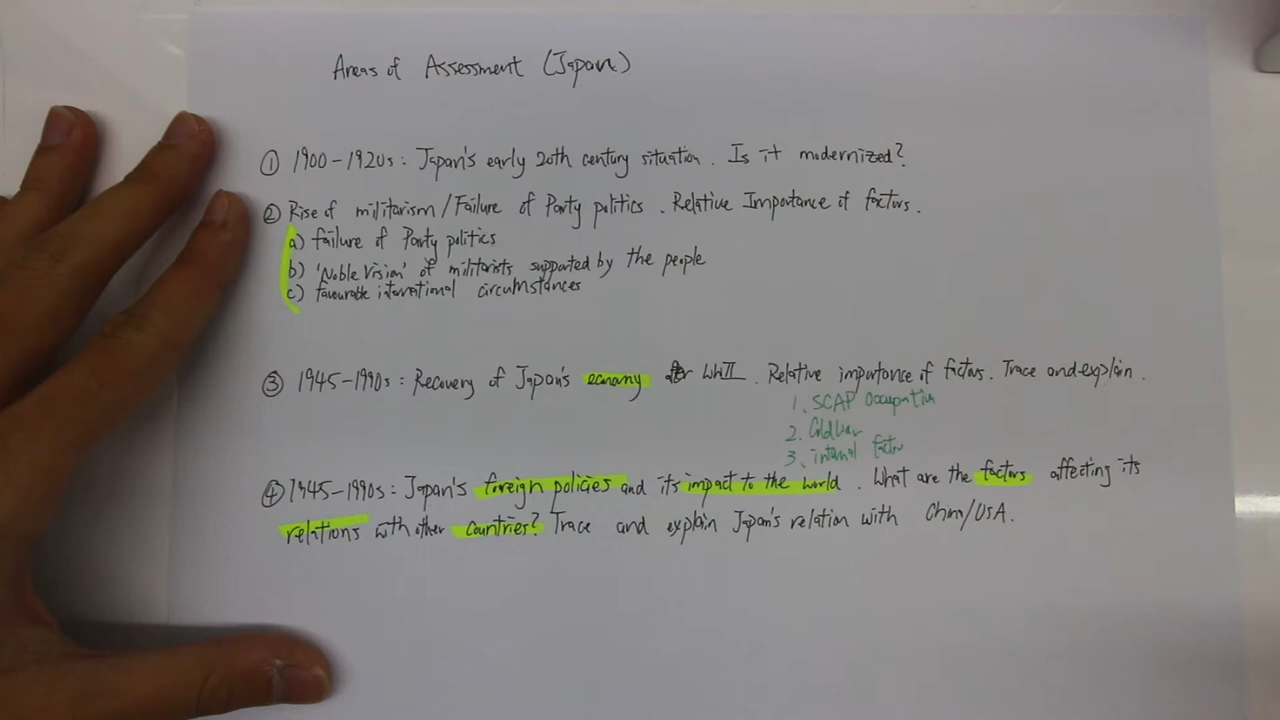 Areas of Assessment (Japan)
① 1900-1920s: Japan's early 20th century situation. Is it modernized?
② Rise of militarism/Failure of Party politics. Relative Importance of factors.
a) failure of Party politics
b) 'Noble Vision' of militarists supported by the people
c) favourable international circumstances
③ 1945-1990s: Recovery of Japan's economy after WWII. Relative importance of factors. Trace and explain.
1. SCAP Occupation
2. Cold War
3. internal factor
④ 1945-1990s: Japan's foreign policies and its impact to the world. What are the factors affecting its
relations with other countries? Trace and explain Japan's relation with China/USA.